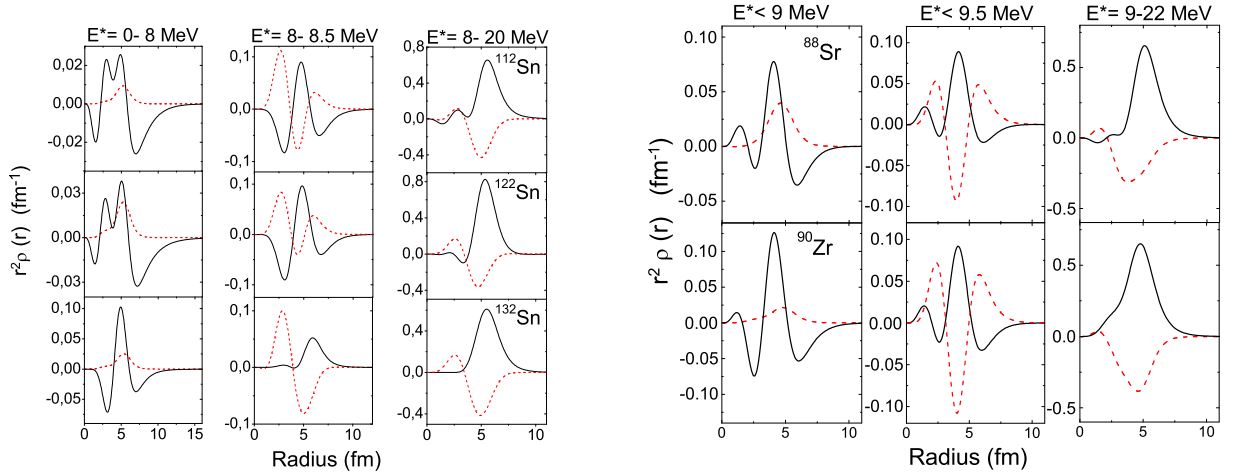 E*= 0- 8 MeV
E*= 8- 8.5 MeV
E*= 8- 20 MeV
0,02
0,00
-0,02
0,1
0,0
-0,1
0,8
0,4
0,0
-0,4
¹¹²Sn
0,03
0,00
-0,03
0,1
0,0
-0,1
0,8
0,4
0,0
-0,4
¹²²Sn
0,10
0,05
0,00
-0,05
0,1
0,0
-0,1
0,8
0,4
0,0
-0,4
¹³²Sn
0 5 10 15
0 5 10
0 5 10
r²ρ (r) (fm⁻¹)
Radius (fm)
E*< 9 MeV
E*< 9.5 MeV
E*= 9-22 MeV
0.10
0.05
0.00
-0.05
⁸⁸Sr
0.10
0.05
0.00
-0.05
-0.10
0.5
0.0
-0.5
0.10
0.05
0.00
-0.05
-0.10
⁹⁰Zr
0.10
0.05
0.00
-0.05
-0.10
0.5
0.0
-0.5
0 5 10
0 5 10
0 5 10
r² ρ (r) (fm⁻¹)
Radius (fm)